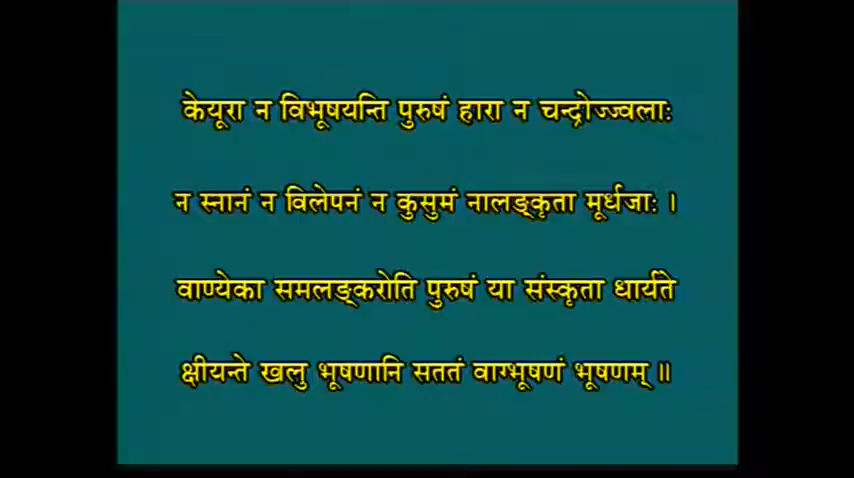 केयूरा न विभूषयन्ति पुरुषं हारा न चन्द्रोज्ज्वलाः
न स्नानं न विलेपनं न कुसुमं नालङ्कृता मूर्धजाः ।
वाण्येका समलङ्करोति पुरुषं या संस्कृता धार्यते
क्षीयन्ते खलु भूषणानि सततं वाग्भूषणं भूषणम् ॥